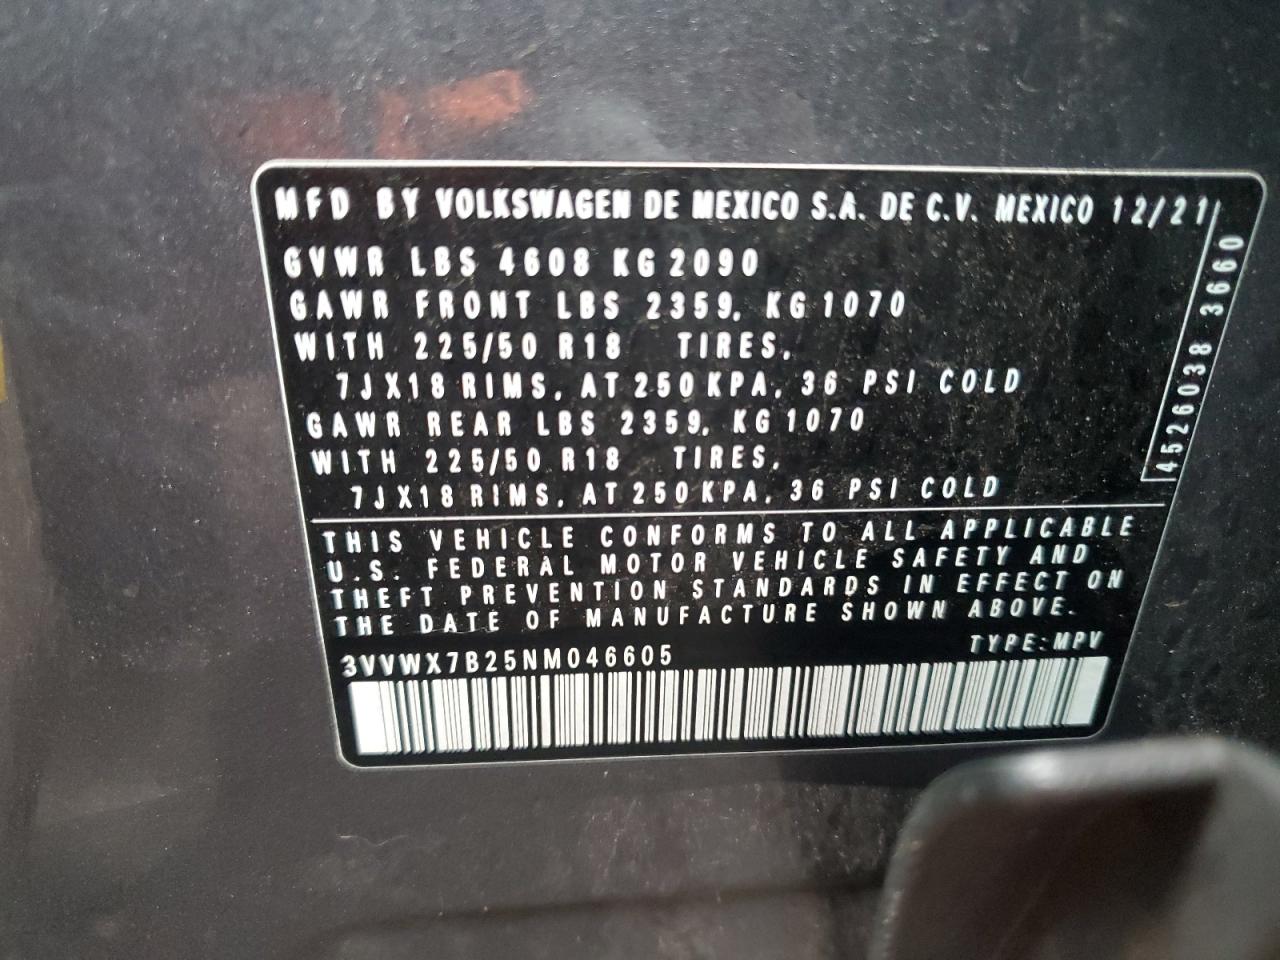 MFD BY VOLKSWAGEN DE MEXICO S.A. DE C.V. MEXICO 12/21
GVWR LBS 4608 KG 2090
GAWR FRONT LBS 2359, KG 1070
WITH 225/50 R18 TIRES,
7JX18 RIMS, AT 250 KPA, 36 PSI COLD
GAWR REAR LBS 2359, KG 1070
WITH 225/50 R18 TIRES,
7JX18 RIMS, AT 250 KPA, 36 PSI COLD
4526038 3660
THIS VEHICLE CONFORMS TO ALL APPLICABLE
U.S. FEDERAL MOTOR VEHICLE SAFETY AND
THEFT PREVENTION STANDARDS IN EFFECT ON
THE DATE OF MANUFACTURE SHOWN ABOVE.
TYPE:MPV
3VVWX7B25NM046605